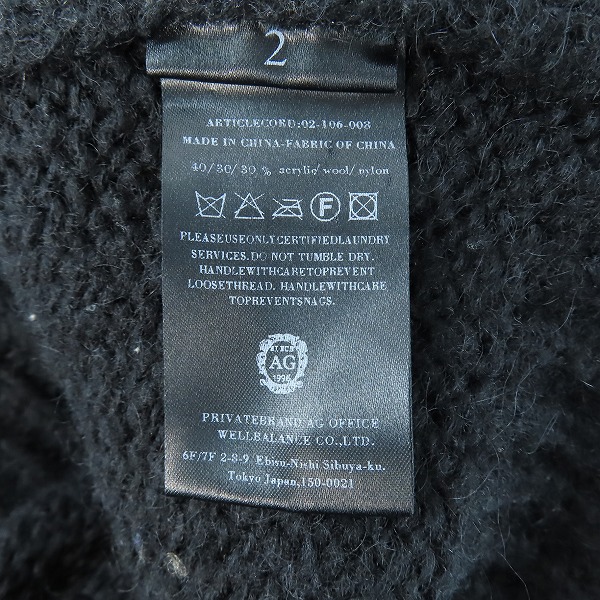 2
ARTICLECORD:02-106-008
MADE IN CHINA-FABRIC OF CHINA
40/30/30 % acrylic/wool/nylon
F
PLEASEUSEONLYCERTIFIEDLAUNDRY
SERVICES.DO NOT TUMBLE DRY.
HANDLEWITHCARETOPREVENT
LOOSETHREAD. HANDLEWITHCARE
TOPREVENTSNAGS.
AG
1996
PRIVATEBRAND AG OFFICE
WELLBALANCE CO.,LTD.
6F/7F 2-8-9 Ebisu-Nishi Sibuya-ku.
Tokyo Japan,150-0021